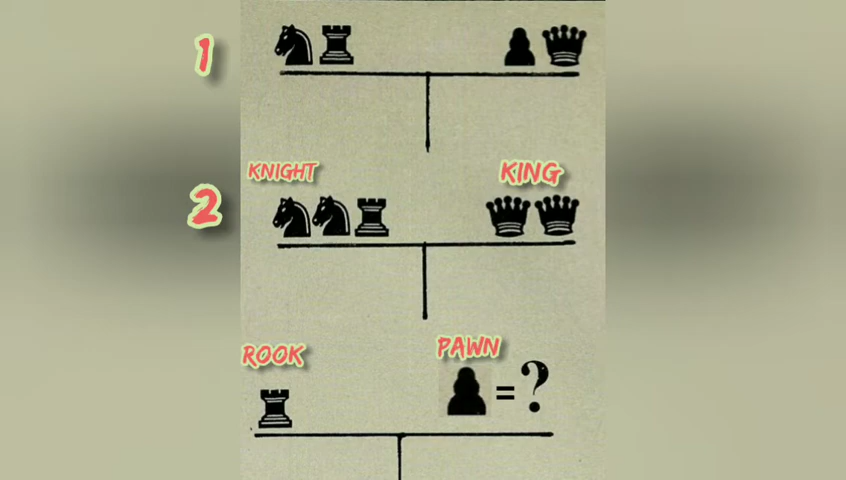 1
KNIGHT
KING
2
ROOK
PAWN
= ?